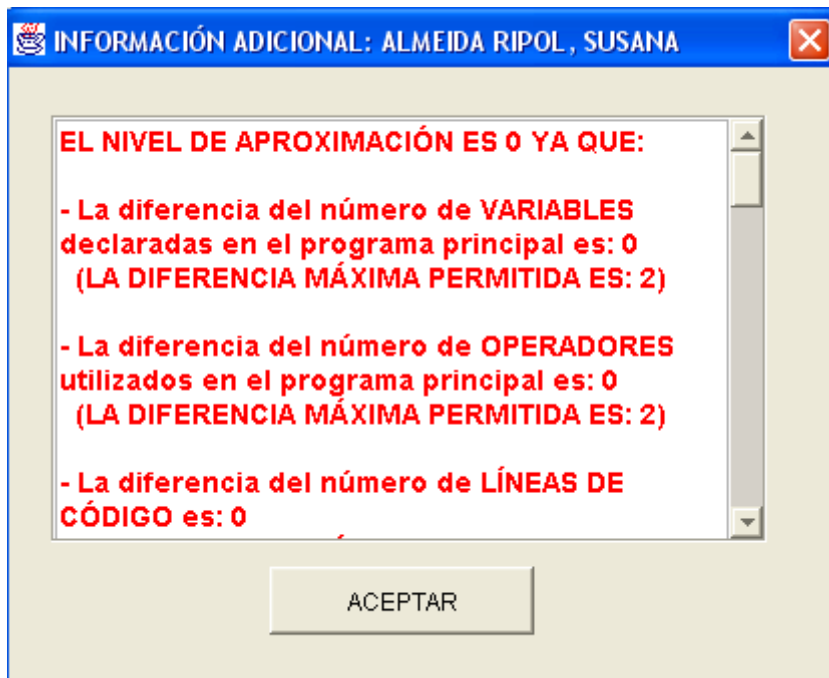 INFORMACIÓN ADICIONAL: ALMEIDA RIPOL, SUSANA
EL NIVEL DE APROXIMACIÓN ES 0 YA QUE:
- La diferencia del número de VARIABLES
declaradas en el programa principal es: 0
(LA DIFERENCIA MÁXIMA PERMITIDA ES: 2)
- La diferencia del número de OPERADORES
utilizados en el programa principal es: 0
(LA DIFERENCIA MÁXIMA PERMITIDA ES: 2)
- La diferencia del número de LÍNEAS DE
CÓDIGO es: 0
ACEPTAR